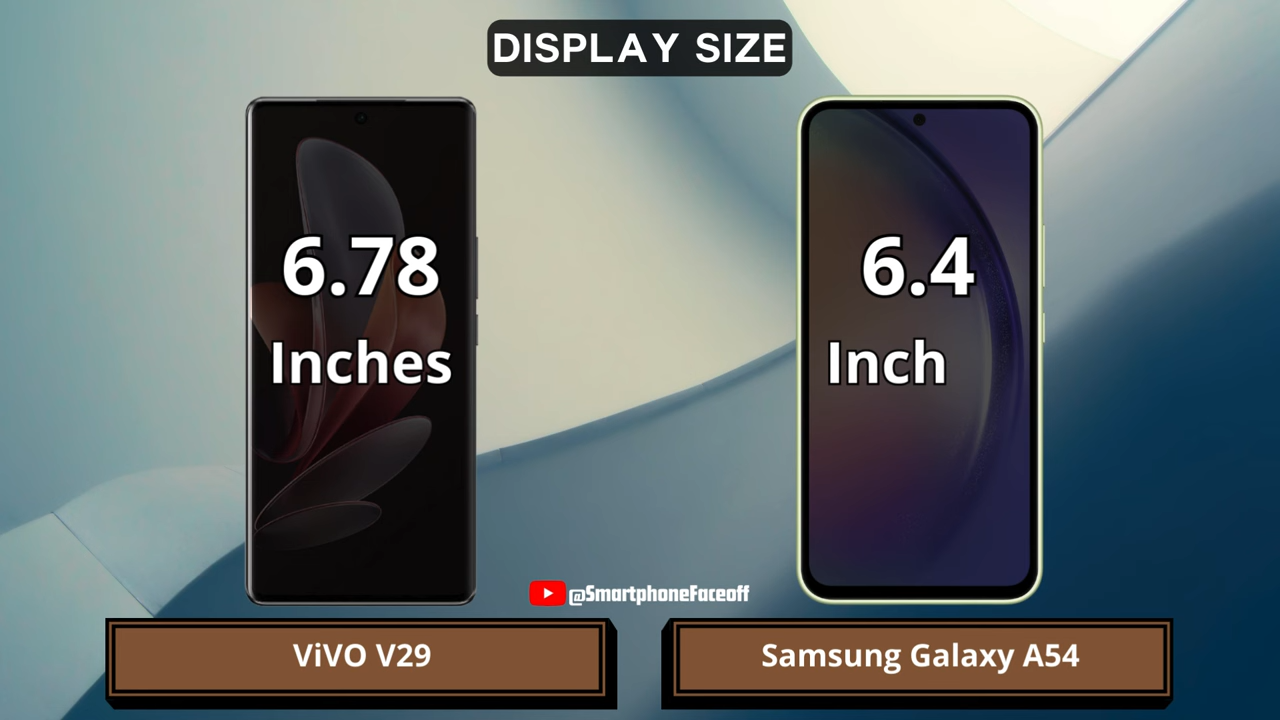 DISPLAY SIZE
6.78
Inches
6.4
Inch
@SmartphoneFaceoff
ViVO V29
Samsung Galaxy A54